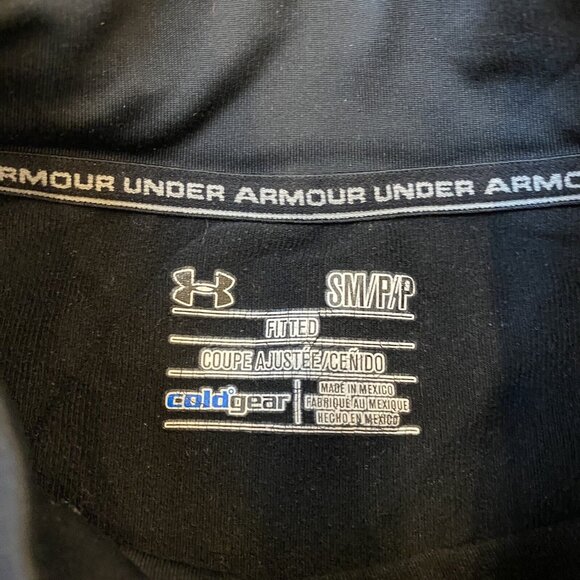 ARMOUR UNDER ARMOUR UNDER ARMO
SM/P/P
FITTED
COUPE AJUSTÉE/CEÑIDO
coldgear
MADE IN MEXICO
FABRIQUÉ AU MEXIQUE
HECHO EN MEXICO